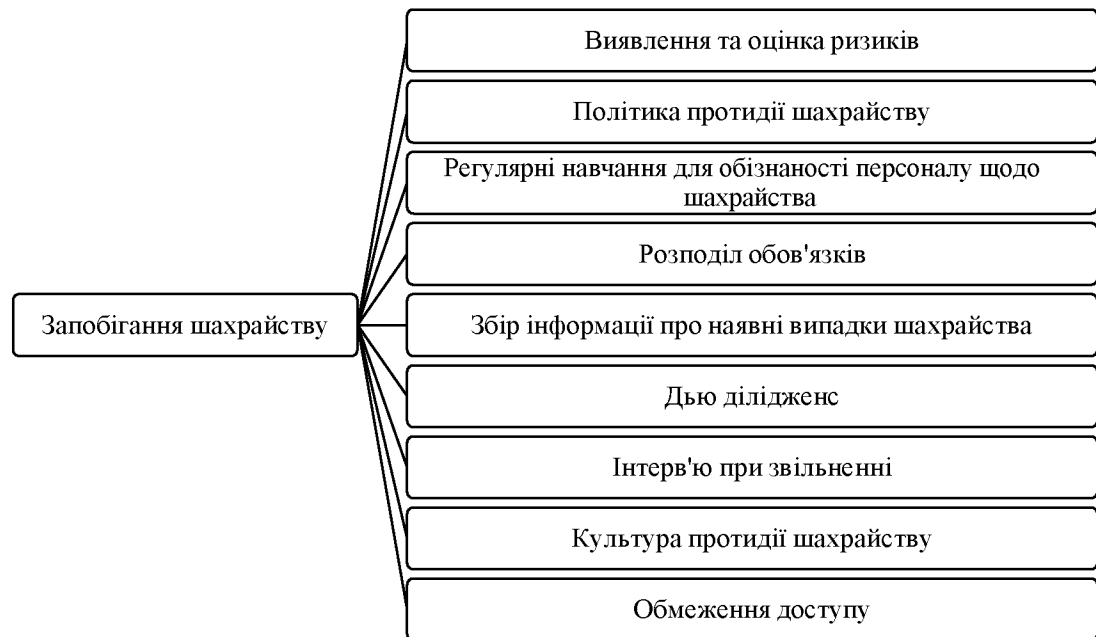 Виявлення та оцінка ризиків
Політика протидії шахрайству
Регулярні навчання для обізнаності персоналу щодо
шахрайства
Розподіл обов'язків
Запобігання шахрайству
Збір інформації про наявні випадки шахрайства
Дью ділідженс
Інтерв'ю при звільненні
Культура протидії шахрайству
Обмеження доступу